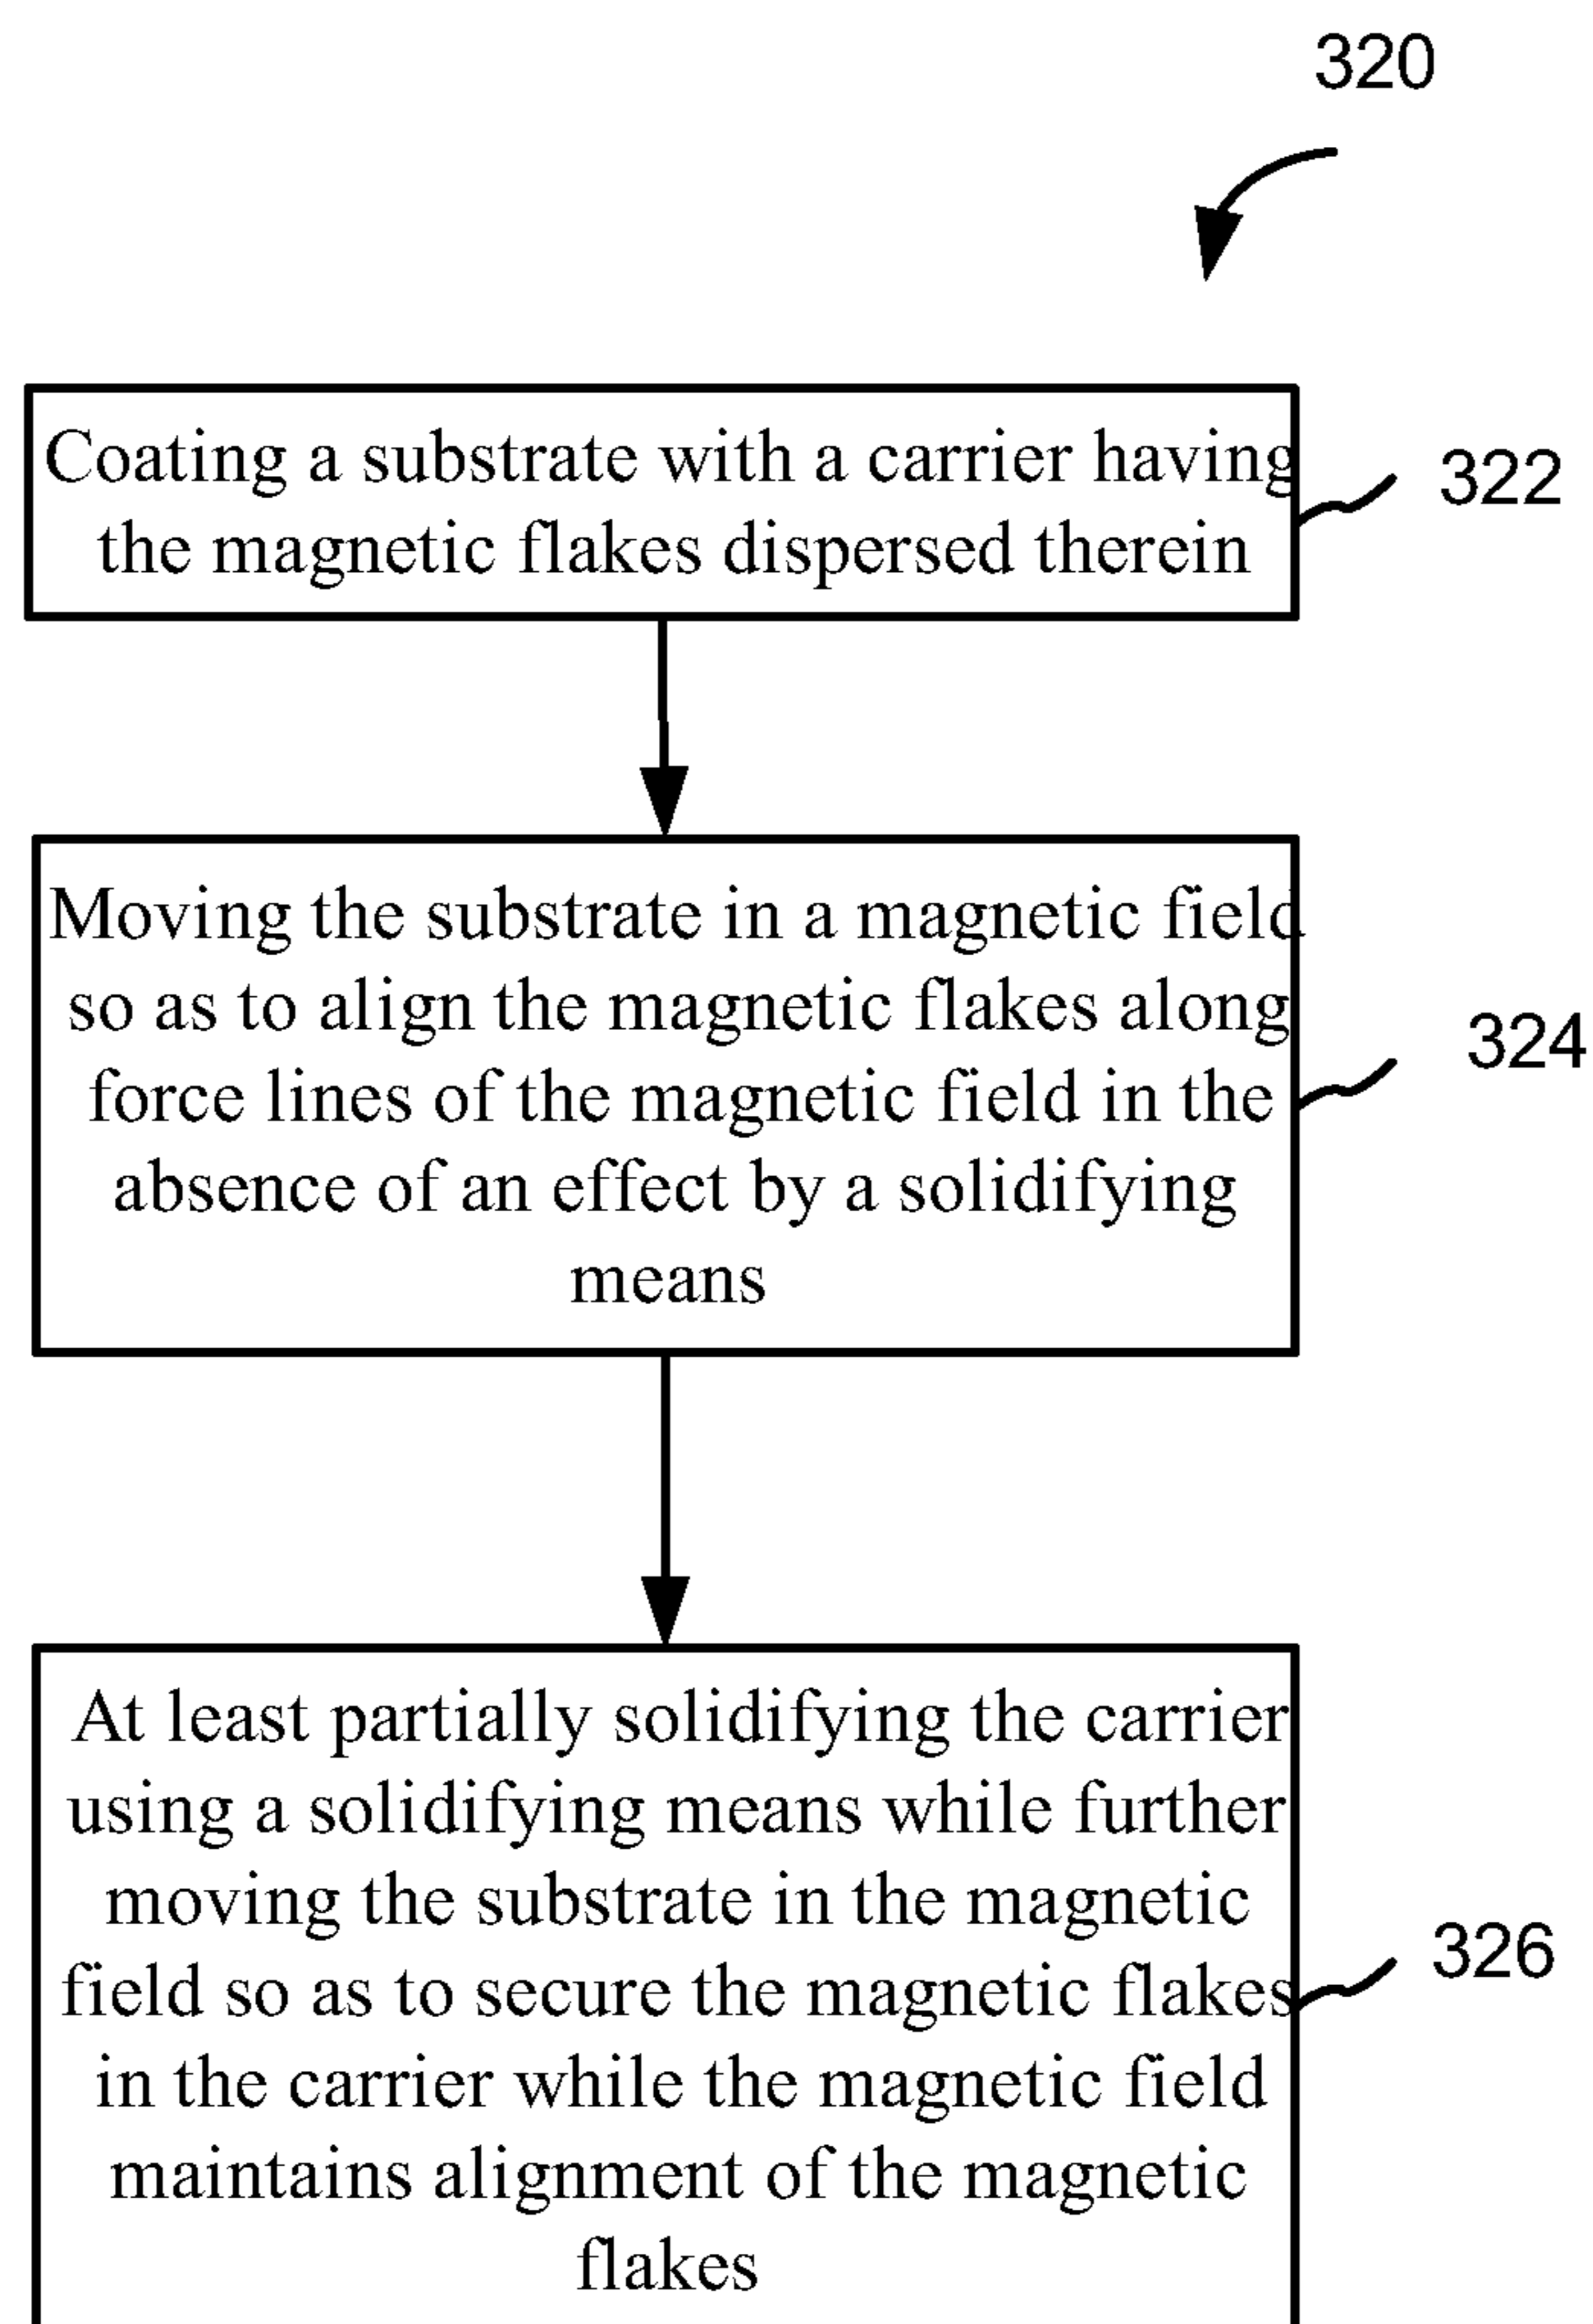 320
Coating a substrate with a carrier having
the magnetic flakes dispersed therein
322
Moving the substrate in a magnetic field
so as to align the magnetic flakes along
force lines of the magnetic field in the
absence of an effect by a solidifying
means
324
At least partially solidifying the carrier
using a solidifying means while further
moving the substrate in the magnetic
field so as to secure the magnetic flakes
in the carrier while the magnetic field
maintains alignment of the magnetic
flakes
326